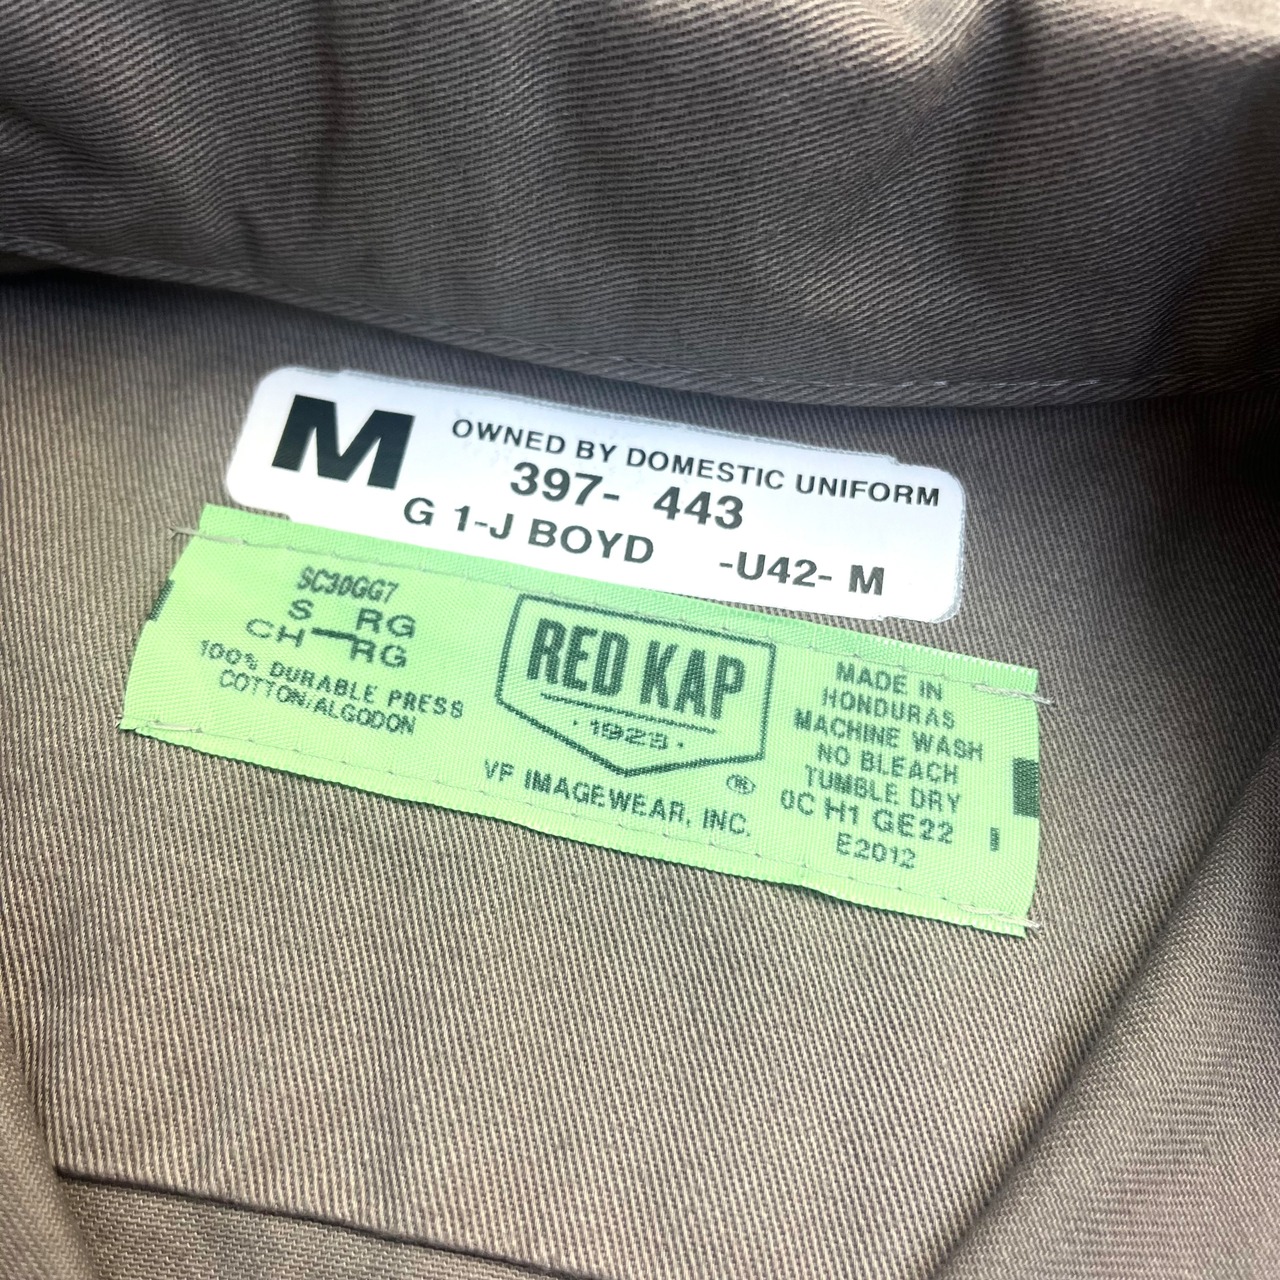 M
OWNED BY DOMESTIC UNIFORM
397- 443
G 1-J BOYD -U42- M
SC30GG7
S RG
CH RG
100% DURABLE PRESS
COTTON/ALGODON
RED KAP
· 1923 ·
®
VF IMAGEWEAR, INC.
MADE IN
HONDURAS
MACHINE WASH
NO BLEACH
TUMBLE DRY
0C H1 GE22
E2012